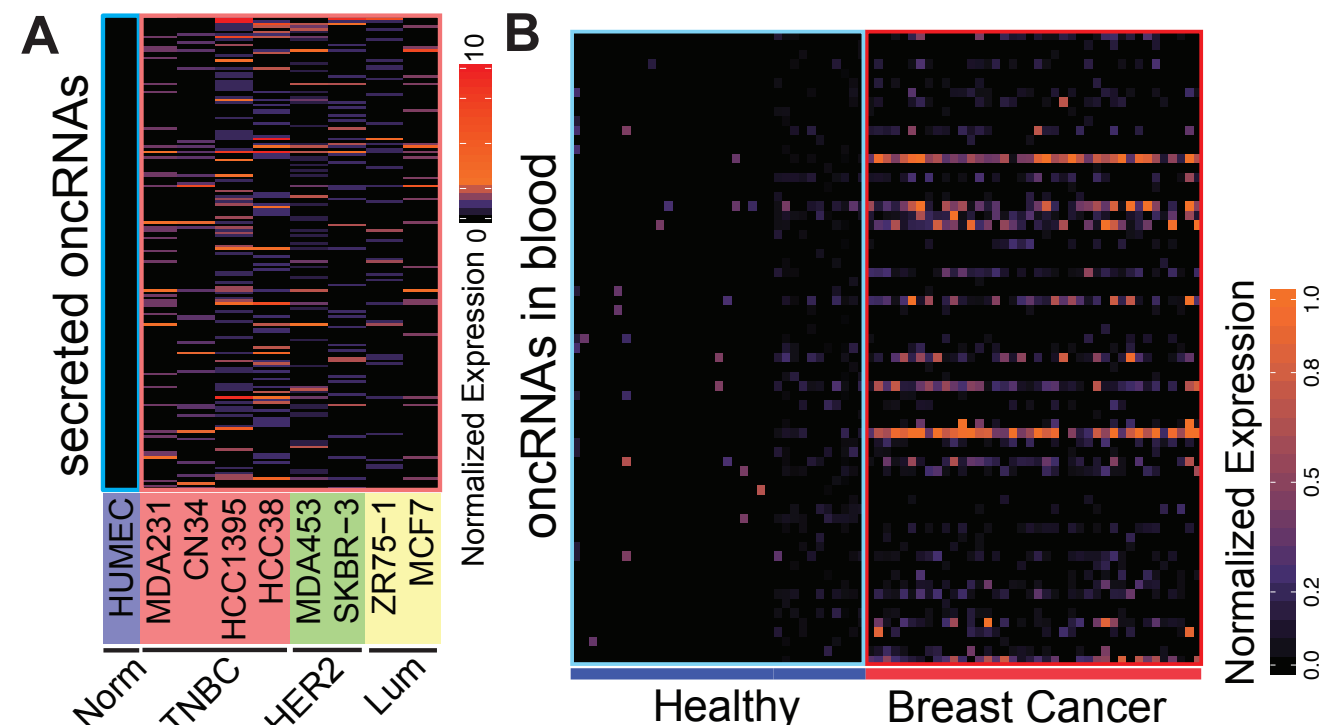 A
secreted oncRNAs
Normalized Expression
0
10
HUMEC
MDA231
CN34
HCC1395
HCC38
MDA453
SKBR-3
ZR75-1
MCF7
Norm
TNBC
HER2
Lum
B
oncRNAs in blood
Healthy
Breast Cancer
Normalized Expression
1.0
0.8
0.5
0.2
0.0